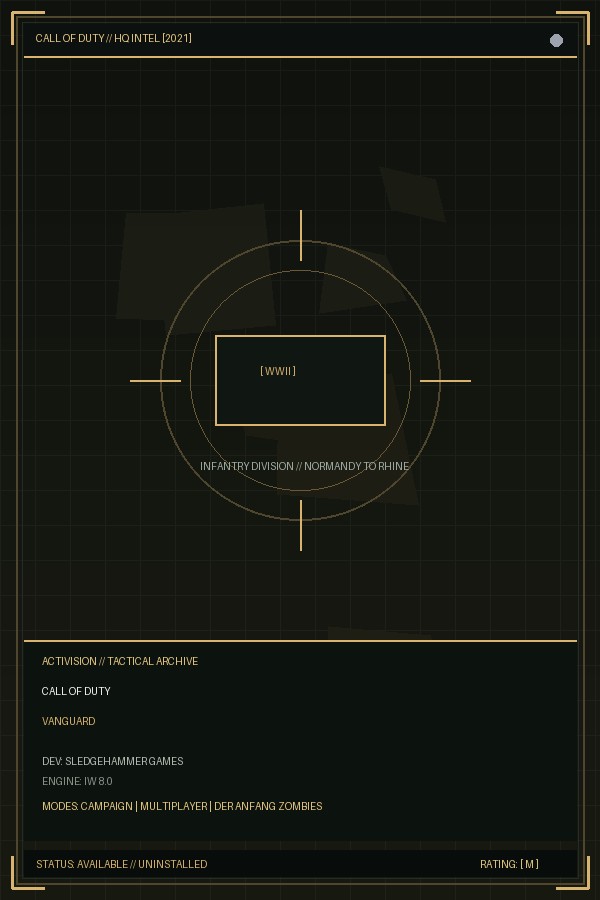 CALL OF DUTY // HQ INTEL [2021]
[ WWII ]
INFANTRY DIVISION // NORMANDY TO RHINE
ACTIVISION // TACTICAL ARCHIVE
CALL OF DUTY
VANGUARD
DEV: SLEDGEHAMMER GAMES
ENGINE: IW 8.0
MODES: CAMPAIGN | MULTIPLAYER | DER ANFANG ZOMBIES
STATUS: AVAILABLE // UNINSTALLED
RATING: [ M ]